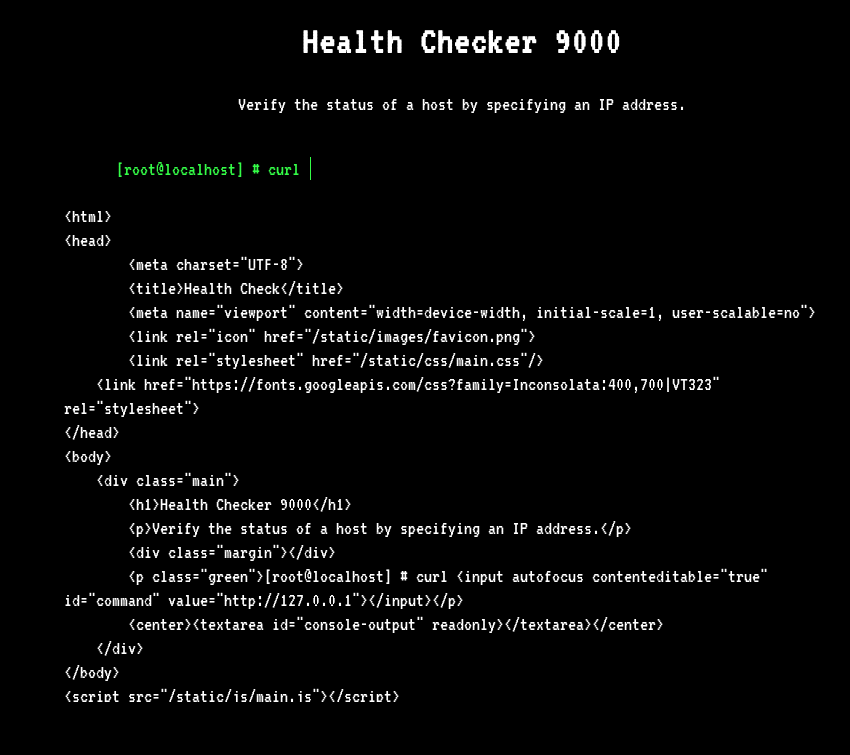 Health Checker 9000
Verify the status of a host by specifying an IP address.
[root@localhost] # curl
<html>
<head>
<meta charset="UTF-8">
<title>Health Check</title>
<meta name="viewport" content="width=device-width, initial-scale=1, user-scalable=no">
<link rel="icon" href="/static/images/favicon.png">
<link rel="stylesheet" href="/static/css/main.css"/>
<link href="https://fonts.googleapis.com/css?family=Inconsolata:400,700|VT323"
rel="stylesheet">
</head>
<body>
<div class="main">
<h1>Health Checker 9000</h1>
<p>Verify the status of a host by specifying an IP address.</p>
<div class="margin"></div>
<p class="green">[root@localhost] # curl <input autofocus contenteditable="true"
id="command" value="http://127.0.0.1"></input></p>
<center><textarea id="console-output" readonly></textarea></center>
</div>
</body>
<script src="/static/js/main.js"></script>